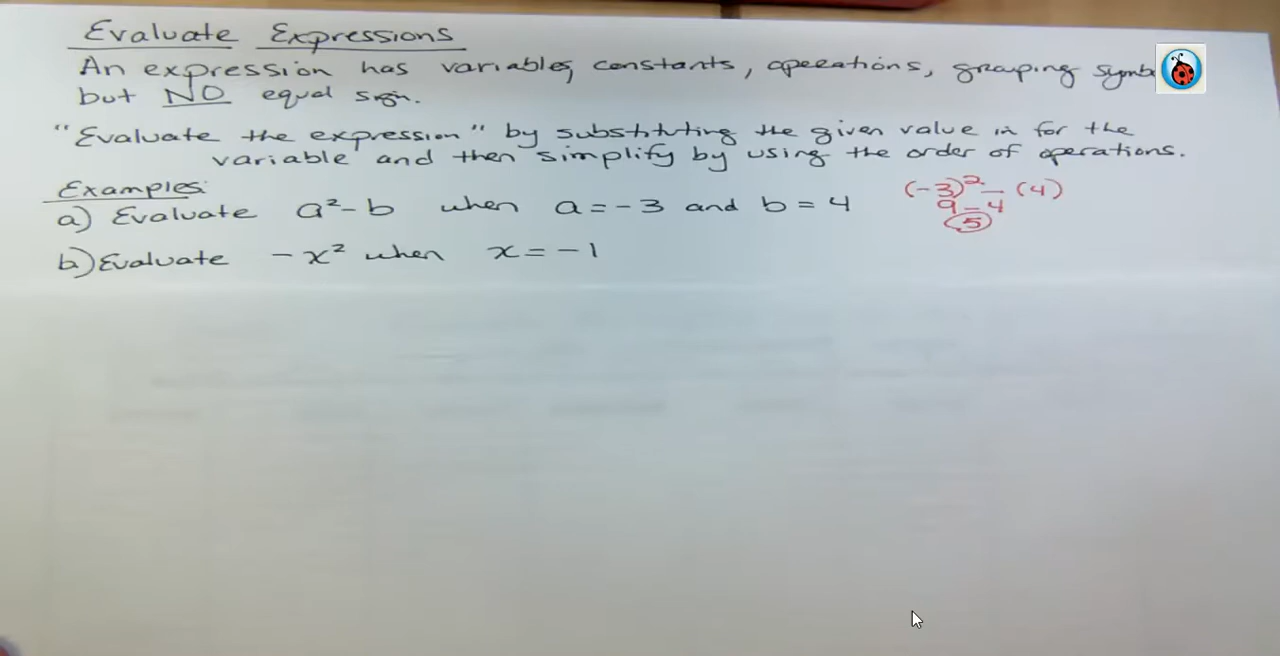 Evaluate Expressions
An expression has variables, constants, operations, grouping
but NO equal sign.
"Evaluate the expression" by substituting the given value in for the
variable and then simplify by using the order of operations.
Examples:
a) Evaluate a² - b when a = -3 and b = 4
(-3)² - (4)
9 - 4
5
b) Evaluate -x² when x = -1